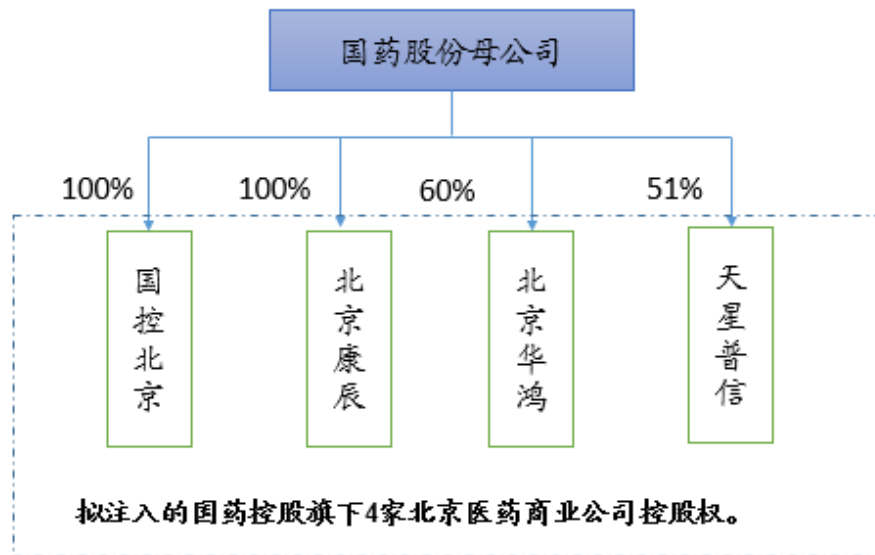 国药股份母公司
100%
100%
60%
51%
国控北京
北京康辰
北京华鸿
天星普信
拟注入的国药控股旗下4家北京医药商业公司控股权。